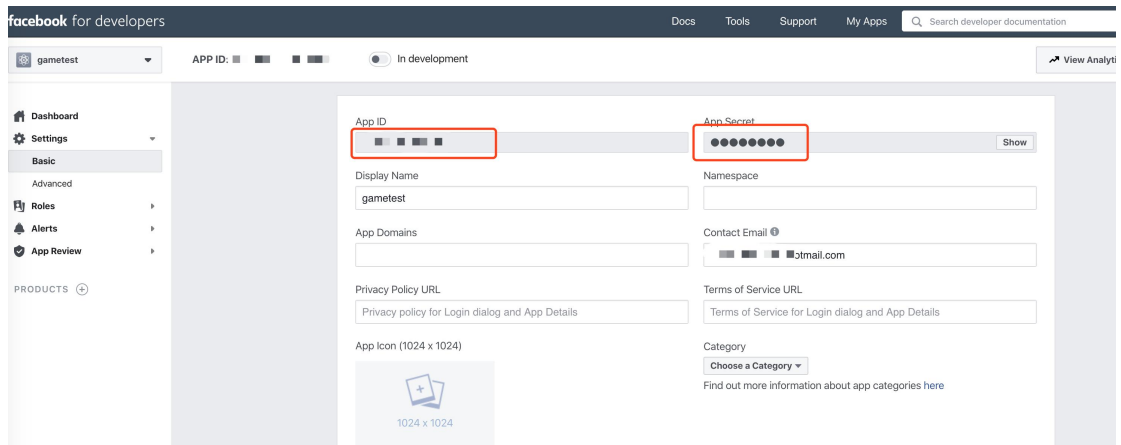 facebook for developers
Docs
Tools
Support
My Apps
Search developer documentation
gametest
APP ID:
In development
View Analyti
Dashboard
Settings
Basic
Advanced
Roles
Alerts
App Review
PRODUCTS
App ID
App Secret
●●●●●●●●
Show
Display Name
gametest
Namespace
App Domains
Contact Email
otmail.com
Privacy Policy URL
Privacy policy for Login dialog and App Details
Terms of Service URL
Terms of Service for Login dialog and App Details
App Icon (1024 x 1024)
1024 x 1024
Category
Choose a Category
Find out more information about app categories here